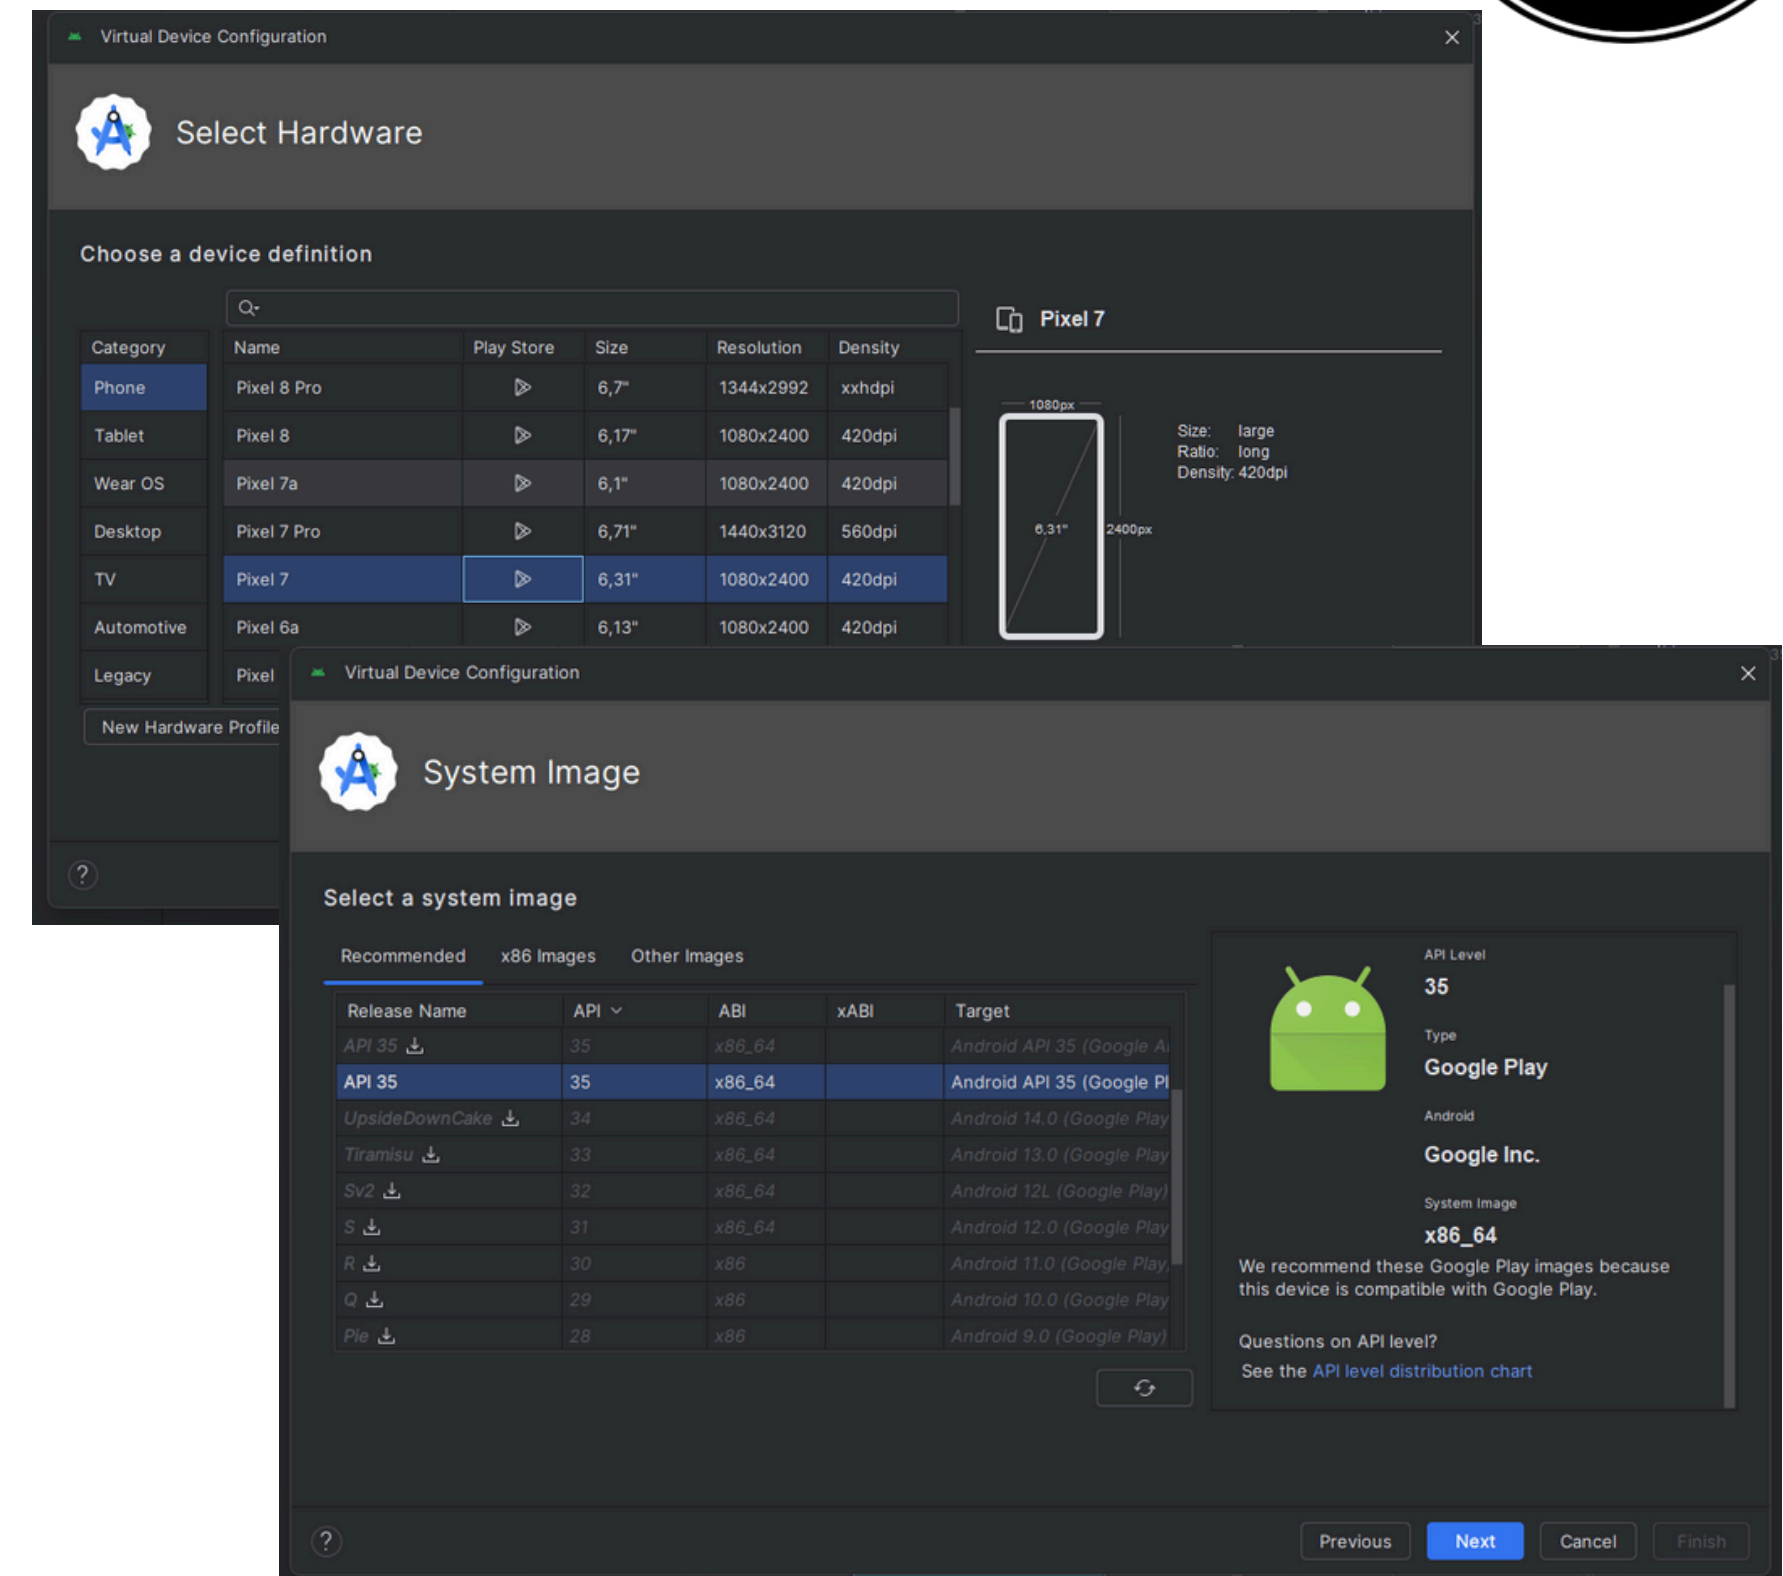 Virtual Device Configuration
Select Hardware
Choose a device definition
Category Name Play Store Size Resolution Density
Phone Pixel 8 Pro 6,7" 1344x2992 xxhdpi
Tablet Pixel 8 6,17" 1080x2400 420dpi
Wear OS Pixel 7a 6,1" 1080x2400 420dpi
Desktop Pixel 7 Pro 6,71" 1440x3120 560dpi
TV Pixel 7 6,31" 1080x2400 420dpi
Automotive Pixel 6a 6,13" 1080x2400 420dpi
Legacy Pixel
New Hardware Profile
Pixel 7
1080px
6,31"
2400px
Size: large
Ratio: long
Density: 420dpi
?
Virtual Device Configuration
System Image
Select a system image
Recommended x86 Images Other Images
Release Name API ABI xABI Target
API 35 35 x86_64 Android API 35 (Google A
API 35 35 x86_64 Android API 35 (Google Pl
UpsideDownCake 34 x86_64 Android 14.0 (Google Play
Tiramisu 33 x86_64 Android 13.0 (Google Play
Sv2 32 x86_64 Android 12L (Google Play)
S 31 x86_64 Android 12.0 (Google Play
R 30 x86 Android 11.0 (Google Play
Q 29 x86 Android 10.0 (Google Play
Pie 28 x86 Android 9.0 (Google Play)
API Level
35
Type
Google Play
Android
Google Inc.
System Image
x86_64
We recommend these Google Play images because
this device is compatible with Google Play.
Questions on API level?
See the API level distribution chart
?
Previous Next Cancel Finish